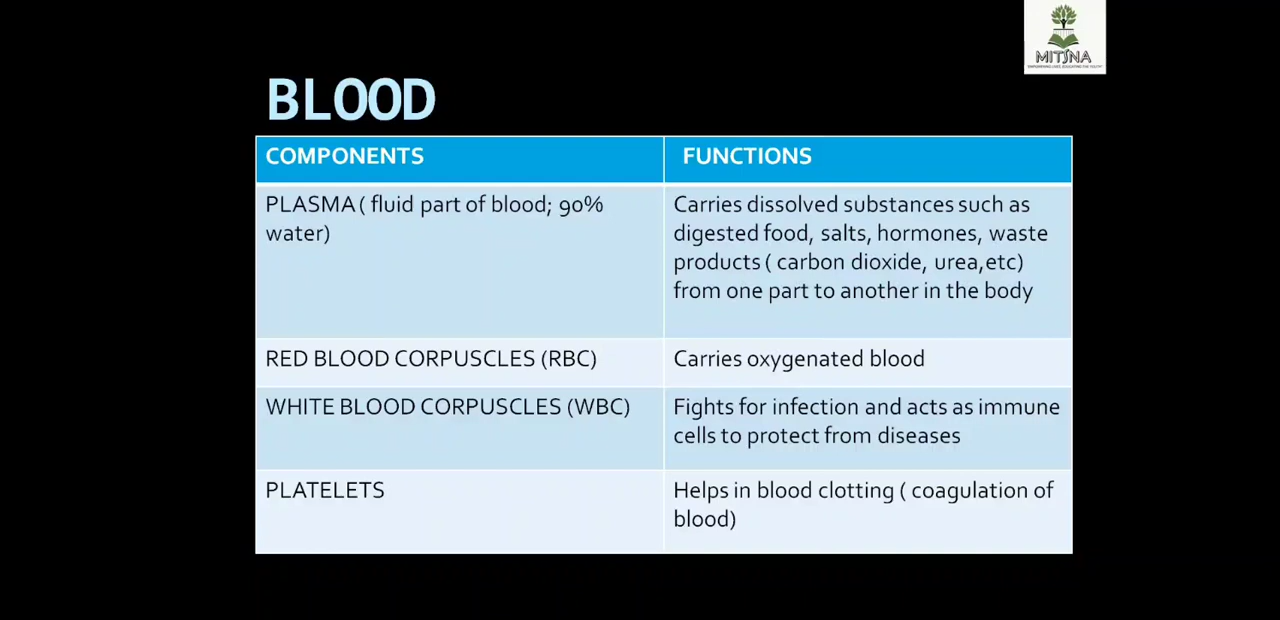 MITSNA
BLOOD
COMPONENTS
FUNCTIONS
PLASMA ( fluid part of blood; 90%
water)
Carries dissolved substances such as
digested food, salts, hormones, waste
products ( carbon dioxide, urea,etc)
from one part to another in the body
RED BLOOD CORPUSCLES (RBC)
Carries oxygenated blood
WHITE BLOOD CORPUSCLES (WBC)
Fights for infection and acts as immune
cells to protect from diseases
PLATELETS
Helps in blood clotting ( coagulation of
blood)